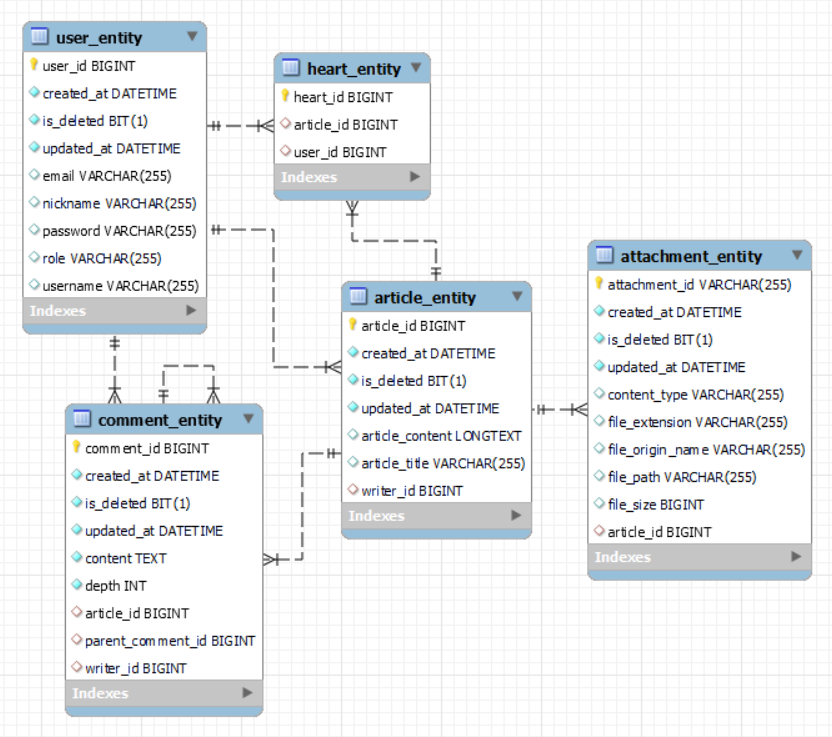 user_entity
user_id BIGINT
created_at DATETIME
is_deleted BIT(1)
updated_at DATETIME
email VARCHAR(255)
nickname VARCHAR(255)
password VARCHAR(255)
role VARCHAR(255)
username VARCHAR(255)
Indexes
heart_entity
heart_id BIGINT
article_id BIGINT
user_id BIGINT
Indexes
article_entity
article_id BIGINT
created_at DATETIME
is_deleted BIT(1)
updated_at DATETIME
article_content LONGTEXT
article_title VARCHAR(255)
writer_id BIGINT
Indexes
attachment_entity
attachment_id VARCHAR(255)
created_at DATETIME
is_deleted BIT(1)
updated_at DATETIME
content_type VARCHAR(255)
file_extension VARCHAR(255)
file_origin_name VARCHAR(255)
file_path VARCHAR(255)
file_size BIGINT
article_id BIGINT
Indexes
comment_entity
comment_id BIGINT
created_at DATETIME
is_deleted BIT(1)
updated_at DATETIME
content TEXT
depth INT
article_id BIGINT
parent_comment_id BIGINT
writer_id BIGINT
Indexes